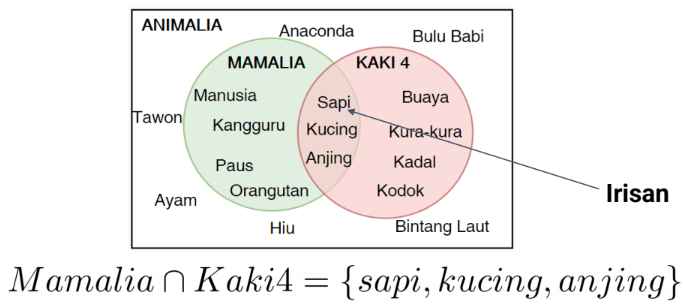 ANIMALIA
Anaconda
Bulu Babi
MAMALIA
KAKI 4
Manusia
Sapi
Buaya
Tawon
Kangguru
Kucing
Kura-kura
Paus
Anjing
Kadal
Ayam
Orangutan
Kodok
Irisan
Hiu
Bintang Laut
Mamalia ∩ Kaki4 = {sapi, kucing, anjing}